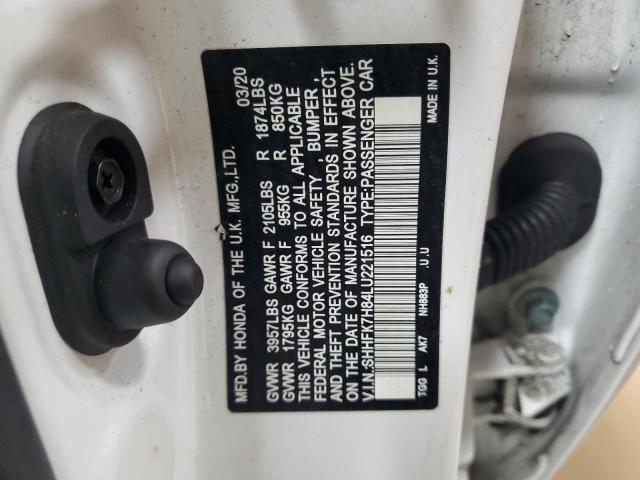 MFD.BY HONDA OF THE U.K. MFG.,LTD. 03/20
GVWR 3957LBS GAWR F 2105LBS R 1874LBS
GVWR 1795KG GAWR F 955KG R 850KG
THIS VEHICLE CONFORMS TO ALL APPLICABLE
FEDERAL MOTOR VEHICLE SAFETY , BUMPER ,
AND THEFT PREVENTION STANDARDS IN EFFECT
ON THE DATE OF MANUFACTURE SHOWN ABOVE.
V.I.N.:SHHFK7H84LU221516 TYPE:PASSENGER CAR
TGG L AK7 NH883P .U .U MADE IN U.K.